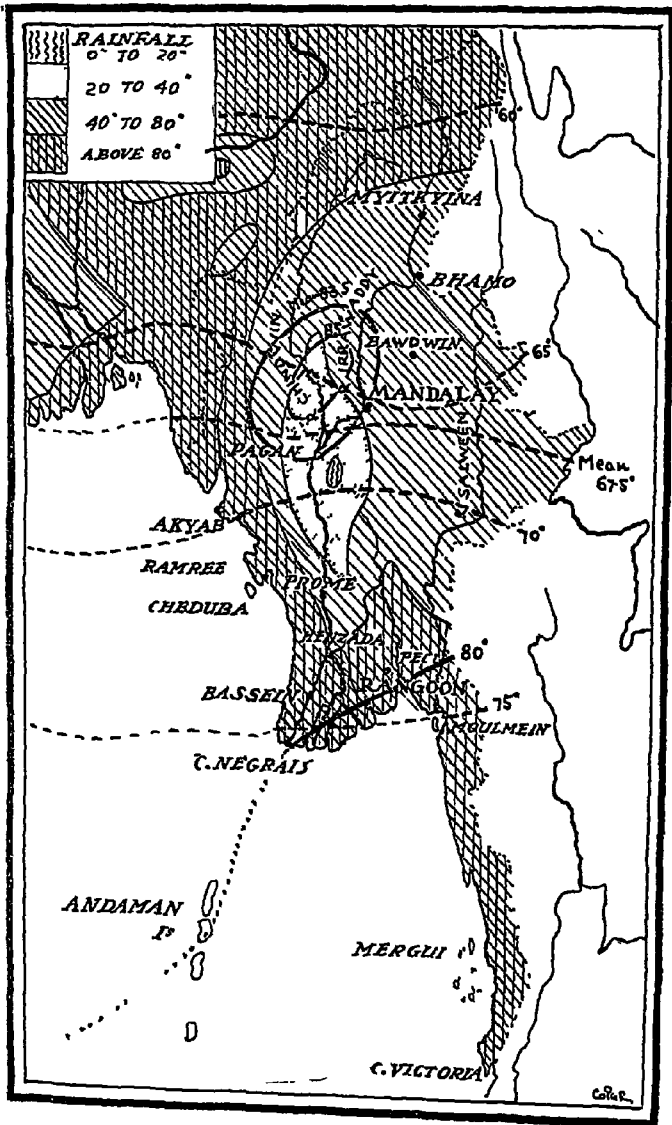 RAINFALL
0" TO 20"
20 TO 40"
40" TO 80"
ABOVE 80"
60°
MYITKYINA
BHAMO
BAWDWIN
65°
MANDALAY
SALWEEN
PAGAN
Mean
67.5°
70°
AKYAB
RAMREE
PROME
CHEDUBA
HENZADA
PEGU
80°
BASSEIN
RANGOON
75°
MOULMEIN
C. NEGRAIS
ANDAMAN
Is
MERGUI
C. VICTORIA